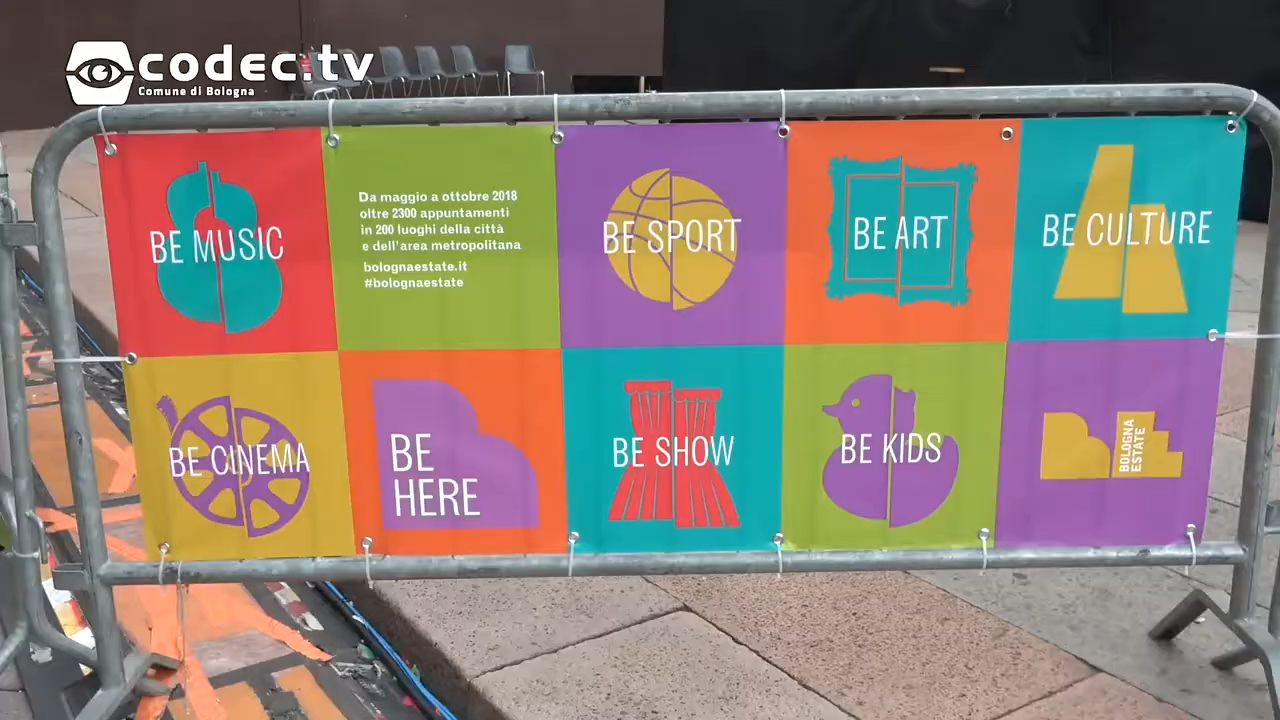 codec.tv
Comune di Bologna
BE MUSIC
Da maggio a ottobre 2018
oltre 2300 appuntamenti
in 200 luoghi della città
e dell'area metropolitana
bolognaestate.it
#bolognaestate
BE SPORT
BE ART
BE CULTURE
BE CINEMA
BE
HERE
BE SHOW
BE KIDS
BOLOGNA
ESTATE